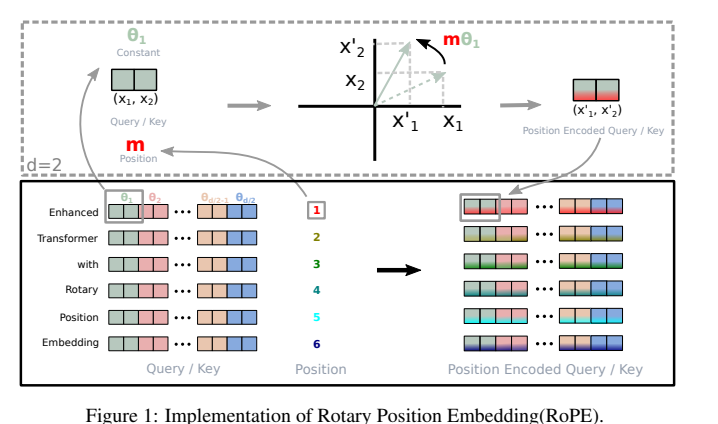 θ1
Constant
(x1, x2)
Query / Key
m
Position
x'2
x2
x'1
x1
mθ1
(x'1, x'2)
Position Encoded Query / Key
d=2
θ1 θ2 θd/2-1 θd/2
Enhanced ••• 1 •••
Transformer ••• 2 •••
with ••• 3 •••
Rotary ••• 4 •••
Position ••• 5 •••
Embedding ••• 6 •••
Query / Key Position Position Encoded Query / Key
Figure 1: Implementation of Rotary Position Embedding(RoPE).